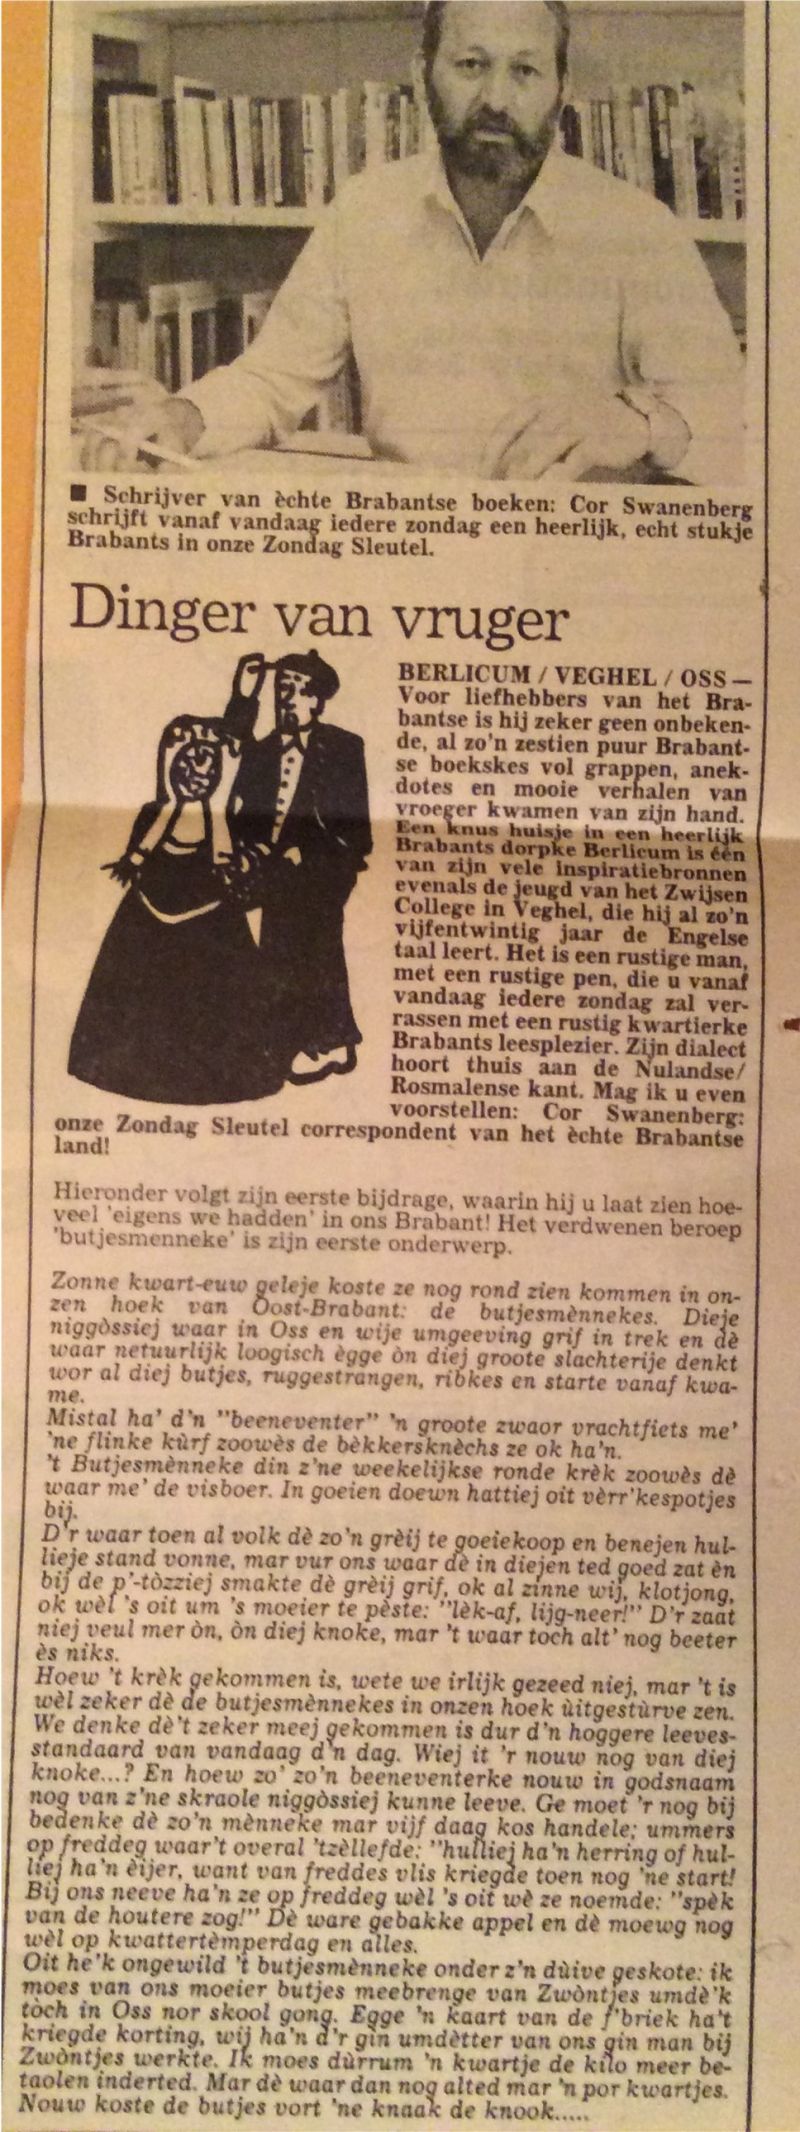 ■ Schrijver van èchte Brabantse boeken: Cor Swanenberg
schrijft vanaf vandaag iedere zondag een heerlijk, echt stukje
Brabants in onze Zondag Sleutel.
Dinger van vruger
BERLICUM / VEGHEL / OSS —
Voor liefhebbers van het Bra-
bantse is hij zeker geen onbeken-
de, al zo'n zestien puur Brabant-
se boekskes vol grappen, anek-
dotes en mooie verhalen van
vroeger kwamen van zijn hand.
Een knus huisje in een heerlijk
Brabants dorpke Berlicum is één
van zijn vele inspiratiebronnen
evenals de jeugd van het Zwijsen
College in Veghel, die hij al zo'n
vijfentwintig jaar de Engelse
taal leert. Het is een rustige man,
met een rustige pen, die u vanaf
vandaag iedere zondag zal ver-
rassen met een rustig kwartierke
Brabants leesplezier. Zijn dialect
hoort thuis aan de Nulandse/
Rosmalense kant. Mag ik u even
voorstellen: Cor Swanenberg:
onze Zondag Sleutel correspondent van het èchte Brabantse
land!
Hieronder volgt zijn eerste bijdrage, waarin hij u laat zien hoe-
veel 'eigens we hadden' in ons Brabant! Het verdwenen beroep
'butjesmenneke' is zijn eerste onderwerp.
Zonne kwart-euw geleje koste ze nog rond zien kommen in on-
zen hoek van Oost-Brabant: de butjesmènnekes. Dieje
niggòssiej waar in Oss en wije umgeeving grif in trek en dè
waar netuurlijk loogisch ègge òn diej groote slachterije denkt
wor al diej butjes, ruggestrangen, ribkes en starte vanaf kwa-
me.
Mistal ha' d'n "beeneventer" 'n groote zwaor vrachtfiets me'
'ne flinke kùrf zoowès de bèkkersknèchs ze ok ha'n.
't Butjesmènneke din z'ne weekelijkse ronde krèk zoowès dè
waar me' de visboer. In goeien doewn hattiej oit vèrr'kespotjes
bij.
D'r waar toen al volk dè zo'n grèij te goeiekoop en benejen hul-
lieje stand vonne, mar vur ons waar dè in diejen ted goed zat èn
bij de p'-tòzziej smakte dè grèij grif, ok al zinne wij, klotjong,
ok wèl 's oit um 's moeier te pèste: "lèk-af, lijg-neer!" D'r zaat
niej veul mer òn, òn diej knoke, mar 't waar toch alt' nog beeter
ès niks.
Hoew 't krèk gekommen is, wete we irlijk gezeed niej, mar 't is
wèl zeker dè de butjesmènnekes in onzen hoek ùitgestùrve zen.
We denke dè't zeker meej gekommen is dur d'n hoggere leeves-
standaard van vandaag d'n dag. Wiej it 'r nouw nog van diej
knoke...? En hoew zo' zo'n beeneventerke nouw in godsnaam
nog van z'ne skraole niggòssiej kunne leeve. Ge moet 'r nog bij
bedenke dè zo'n mènneke mar vijf daag kos handele; ummers
op freddeg waar't overal 'tzèllefde: "hulliej ha'n herring of hul-
liej ha'n èijer, want van freddes vlis kriegde toen nog 'ne start!
Bij ons neeve ha'n ze op freddeg wèl 's oit wè ze noemde: "spèk
van de houtere zog!" Dè ware gebakke appel en dè moewg nog
wèl op kwattertèmperdag en alles.
Oit he'k ongewild 't butjesmènneke onder z'n dùive geskote: ik
moes van ons moeier butjes meebrenge van Zwòntjes umdè'k
tòch in Oss nor skool gong. Egge 'n kaart van de f'briek ha't
kriegde korting, wij ha'n d'r gin umdètter van ons gin man bij
Zwòntjes werkte. Ik moes dùrrum 'n kwartje de kilo meer be-
taolen inderted. Mar dè waar dan nog alted mar 'n por kwartjes.
Nouw koste de butjes vort 'ne knaak de knook.....